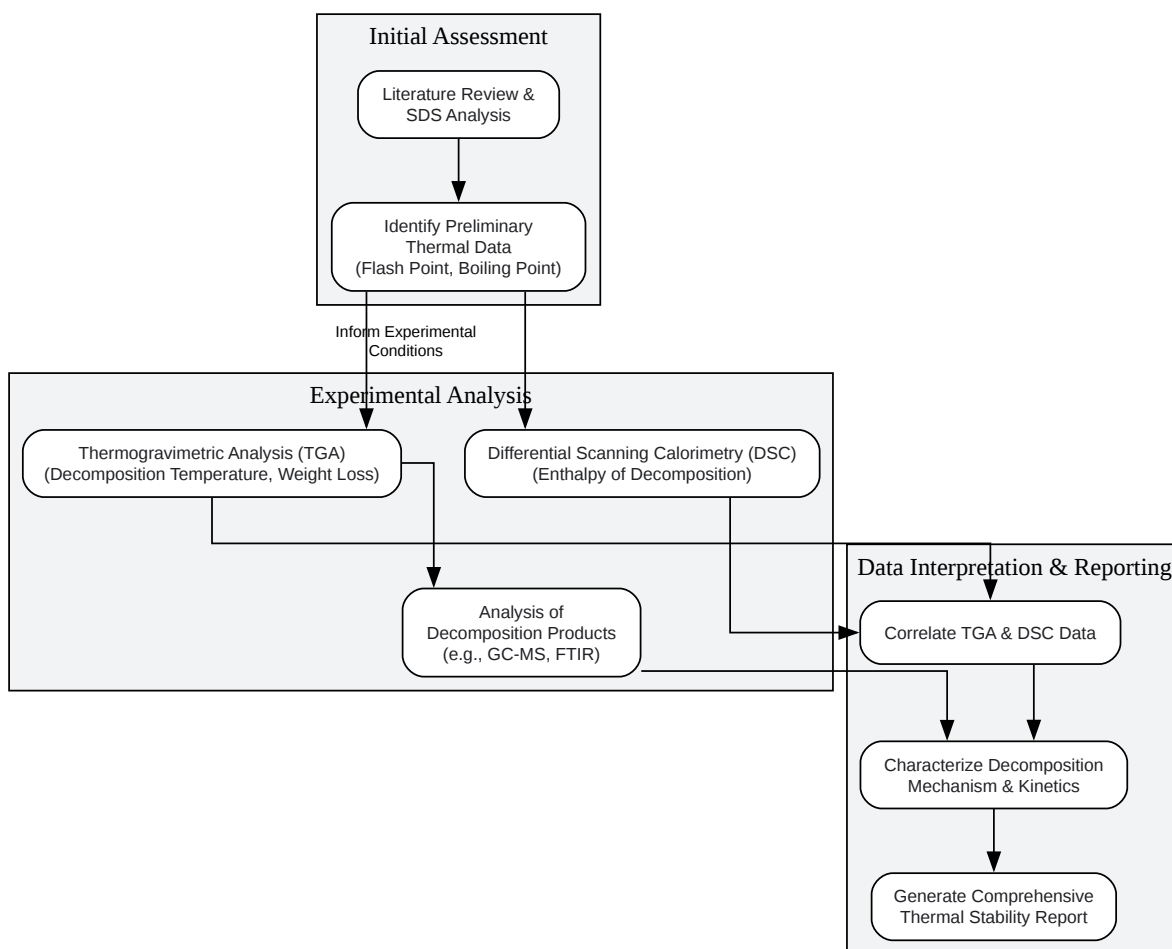 Initial Assessment
Literature Review &
SDS Analysis
Identify Preliminary
Thermal Data
(Flash Point, Boiling Point)
Inform Experimental
Conditions
Experimental Analysis
Thermogravimetric Analysis (TGA)
(Decomposition Temperature, Weight Loss)
Differential Scanning Calorimetry (DSC)
(Enthalpy of Decomposition)
Analysis of
Decomposition Products
(e.g., GC-MS, FTIR)
Data Interpretation & Reporting
Correlate TGA & DSC Data
Characterize Decomposition
Mechanism & Kinetics
Generate Comprehensive
Thermal Stability Report